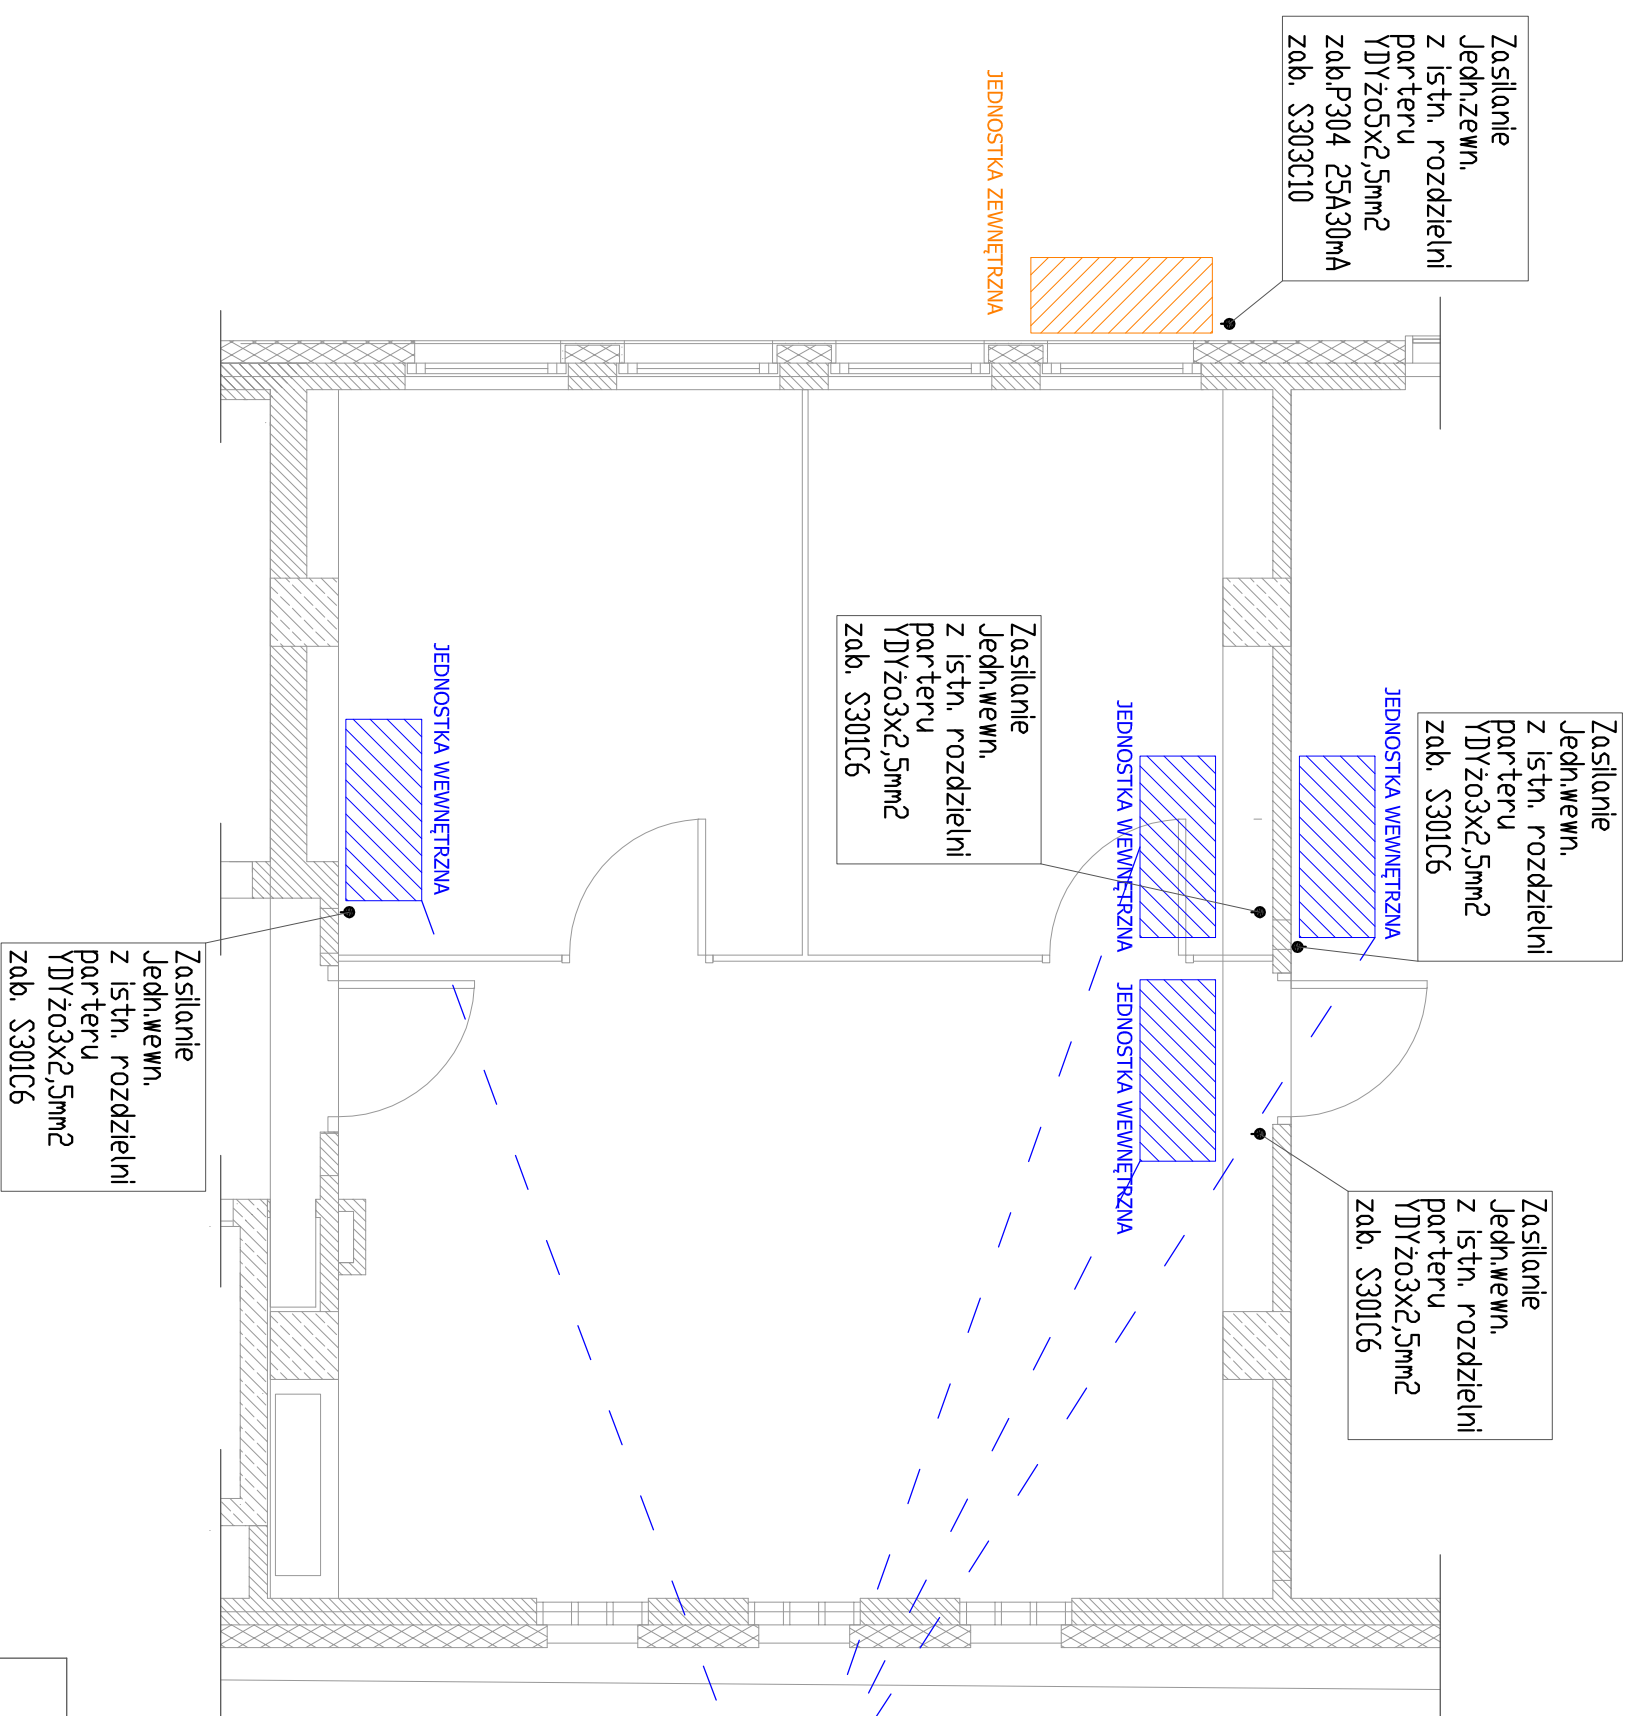 Zasilanie
Jedn.zewn.
z istn. rozdzielni
parteru
YDYżo5x2,5mm2
zab.P304 25A30mA
zab. S303C10
JEDNOSTKA ZEWNĘTRZNA
Zasilanie
Jedn.wewn.
z istn. rozdzielni
parteru
YDYżo3x2,5mm2
zab. S301C6
JEDNOSTKA WEWNĘTRZNA
Zasilanie
Jedn.wewn.
z istn. rozdzielni
parteru
YDYżo3x2,5mm2
zab. S301C6
JEDNOSTKA WEWNĘTRZNA
JEDNOSTKA WEWNĘTRZNA
Zasilanie
Jedn.wewn.
z istn. rozdzielni
parteru
YDYżo3x2,5mm2
zab. S301C6
JEDNOSTKA WEWNĘTRZNA
Zasilanie
Jedn.wewn.
z istn. rozdzielni
parteru
YDYżo3x2,5mm2
zab. S301C6